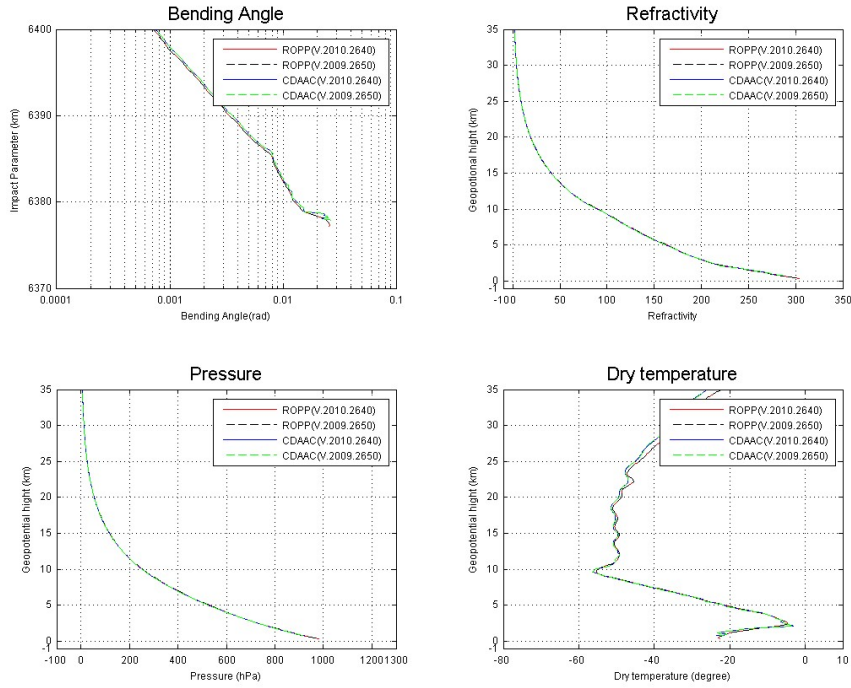 Bending Angle
6400
6390
6380
6370
Impact Parameter (km)
ROPP(V.2010.2640)
ROPP(V.2009.2650)
CDAAC(V.2010.2640)
CDAAC(V.2009.2650)
0.0001
0.001
0.01
0.1
Bending Angle(rad)
Refractivity
35
30
25
20
15
10
5
0
-1
Geopotional hight (km)
ROPP(V.2010.2640)
ROPP(V.2009.2650)
CDAAC(V.2010.2640)
CDAAC(V.2009.2650)
-10 0 50 100 150 200 250 300 350
Refractivity
Pressure
35
30
25
20
15
10
5
0
-1
Geopotential hight (km)
ROPP(V.2010.2640)
ROPP(V.2009.2650)
CDAAC(V.2010.2640)
CDAAC(V.2009.2650)
-100 0 200 400 600 800 1000 1200 1300
Pressure (hPa)
Dry temperature
35
30
25
20
15
10
5
0
-1
Geopotential hight (km)
ROPP(V.2010.2640)
ROPP(V.2009.2650)
CDAAC(V.2010.2640)
CDAAC(V.2009.2650)
-80 -60 -40 -20 0 10
Dry temperature (degree)